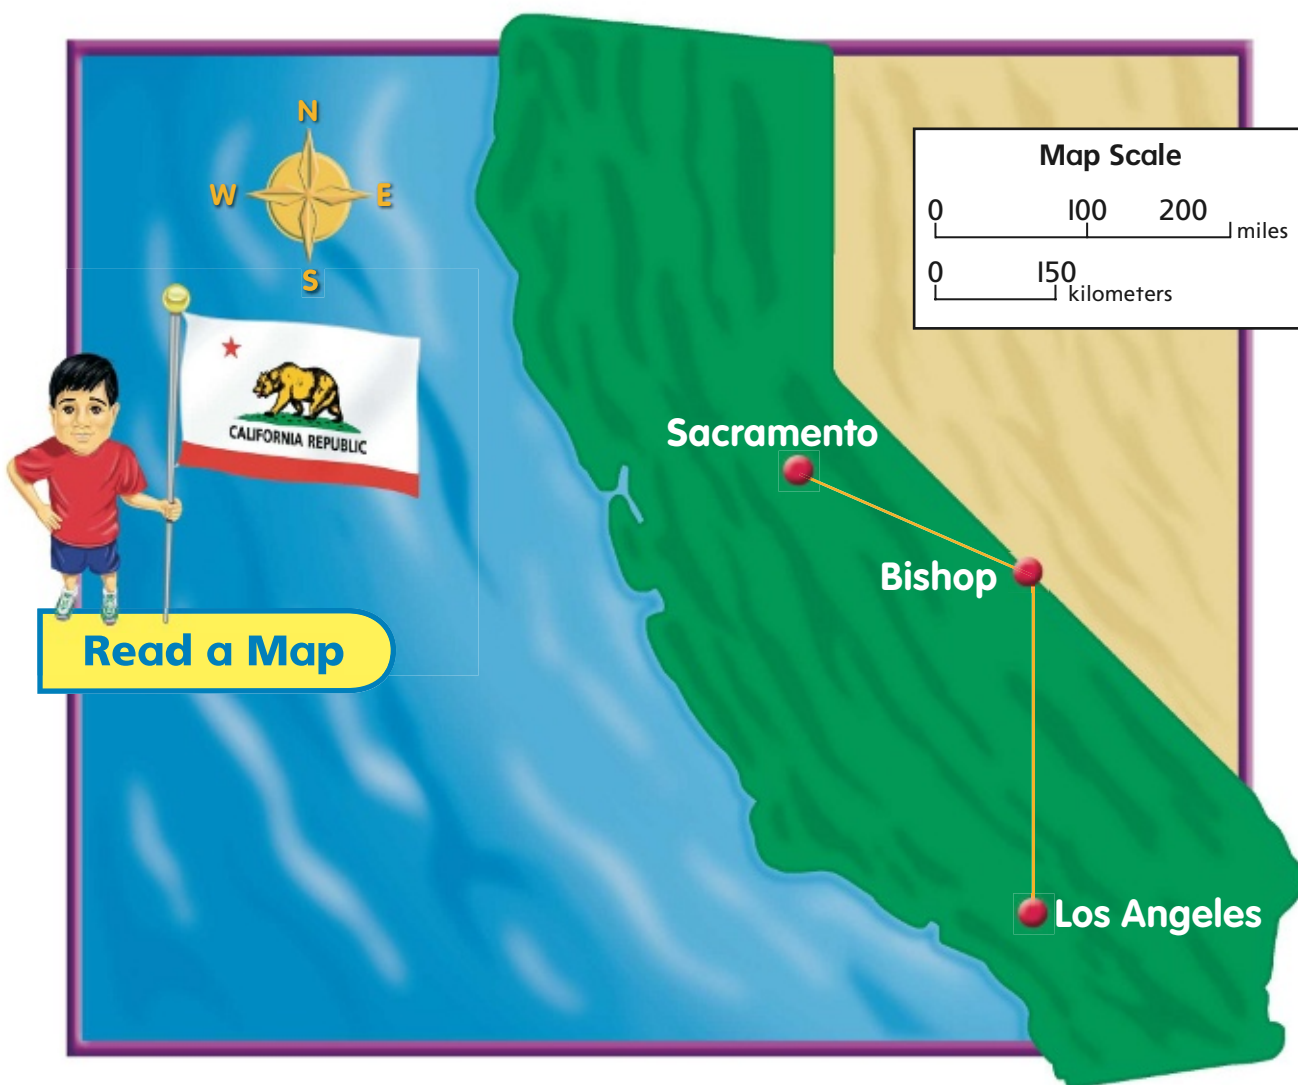 N
W E
S
Map Scale
0 100 200
miles
0 150
kilometers
CALIFORNIA REPUBLIC
Sacramento
Bishop
Read a Map
Los Angeles